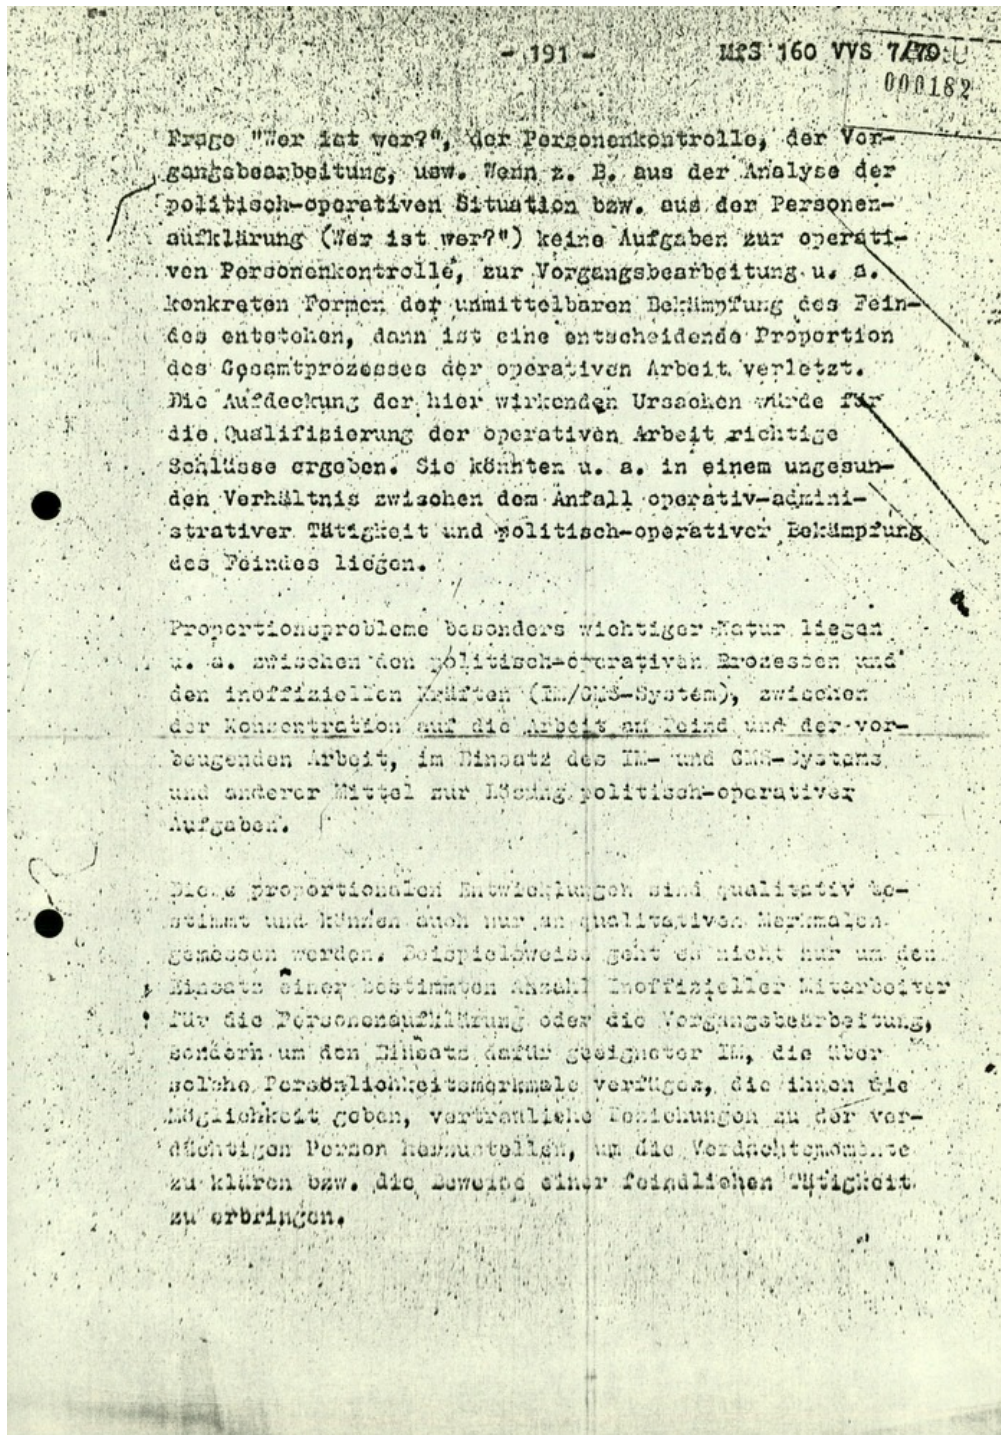 - 191 -
MfS 160 VVS 7/70
000182
Frage "Wer ist wer?", der Personenkontrolle, der Vor-
gangsbearbeitung, usw. Wenn z. B. aus der Analyse der
politisch-operativen Situation bzw. aus der Personen-
aufklärung (Wer ist wer?") keine Aufgaben zur operati-
ven Personenkontrolle, zur Vorgangsbearbeitung u. a.
konkreten Formen der unmittelbaren Bekämpfung des Fein-
des entstehen, dann ist eine entscheidende Proportion
des Gesamtprozesses der operativen Arbeit verletzt.
Die Aufdeckung der hier wirkenden Ursachen würde für
die Qualifizierung der operativen Arbeit richtige
Schlüsse ergeben. Sie könnten u. a. in einem ungesun-
den Verhältnis zwischen dem Anfall operativ-admini-
strativer Tätigkeit und politisch-operativer Bekämpfung
des Feindes liegen.
Proportionsprobleme besonders wichtiger Natur liegen
u. a. zwischen den politisch-operativen Prozessen und
den inoffiziellen Kräften (IM/GMS-System), zwischen
der Konzentration auf die Arbeit am Feind und der vor-
beugenden Arbeit, im Einsatz des IM- und GMS-Systems
und anderer Mittel zur Lösung politisch-operativer
Aufgaben.
Diese proportionalen Entwicklungen sind qualitativ be-
stimmt und können auch nur an qualitativen Merkmalen
gemessen werden. Beispielsweise geht es nicht nur um den
Einsatz einer bestimmten Anzahl Inoffizieller Mitarbeiter
für die Personenaufklärung oder die Vorgangsbearbeitung,
sondern um den Einsatz dafür geeigneter IM, die über
solche Persönlichkeitsmerkmale verfügen, die ihnen die
Möglichkeit geben, vertrauliche Beziehungen zu der ver-
dächtigen Person herzustellen, um die Verdachtsmomente
zu klären bzw. die Beweise einer feindlichen Tätigkeit
zu erbringen.